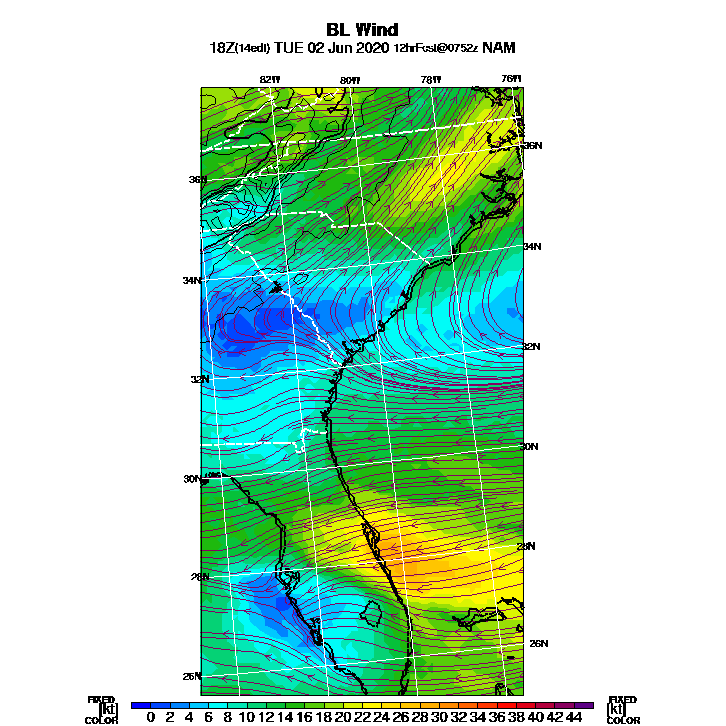 BL Wind
18Z(14edt) TUE 02 Jun 2020 12hrFcst@0752z NAM
82W 80W 78W 76W
36N
36N
34N
34N
32N
32N
30N
30N
28N
28N
26N
26N
FIXED FIXED
[kt] 0 2 4 6 8 10 12 14 16 18 20 22 24 26 28 30 32 34 36 38 40 42 44 [kt]
COLOR COLOR